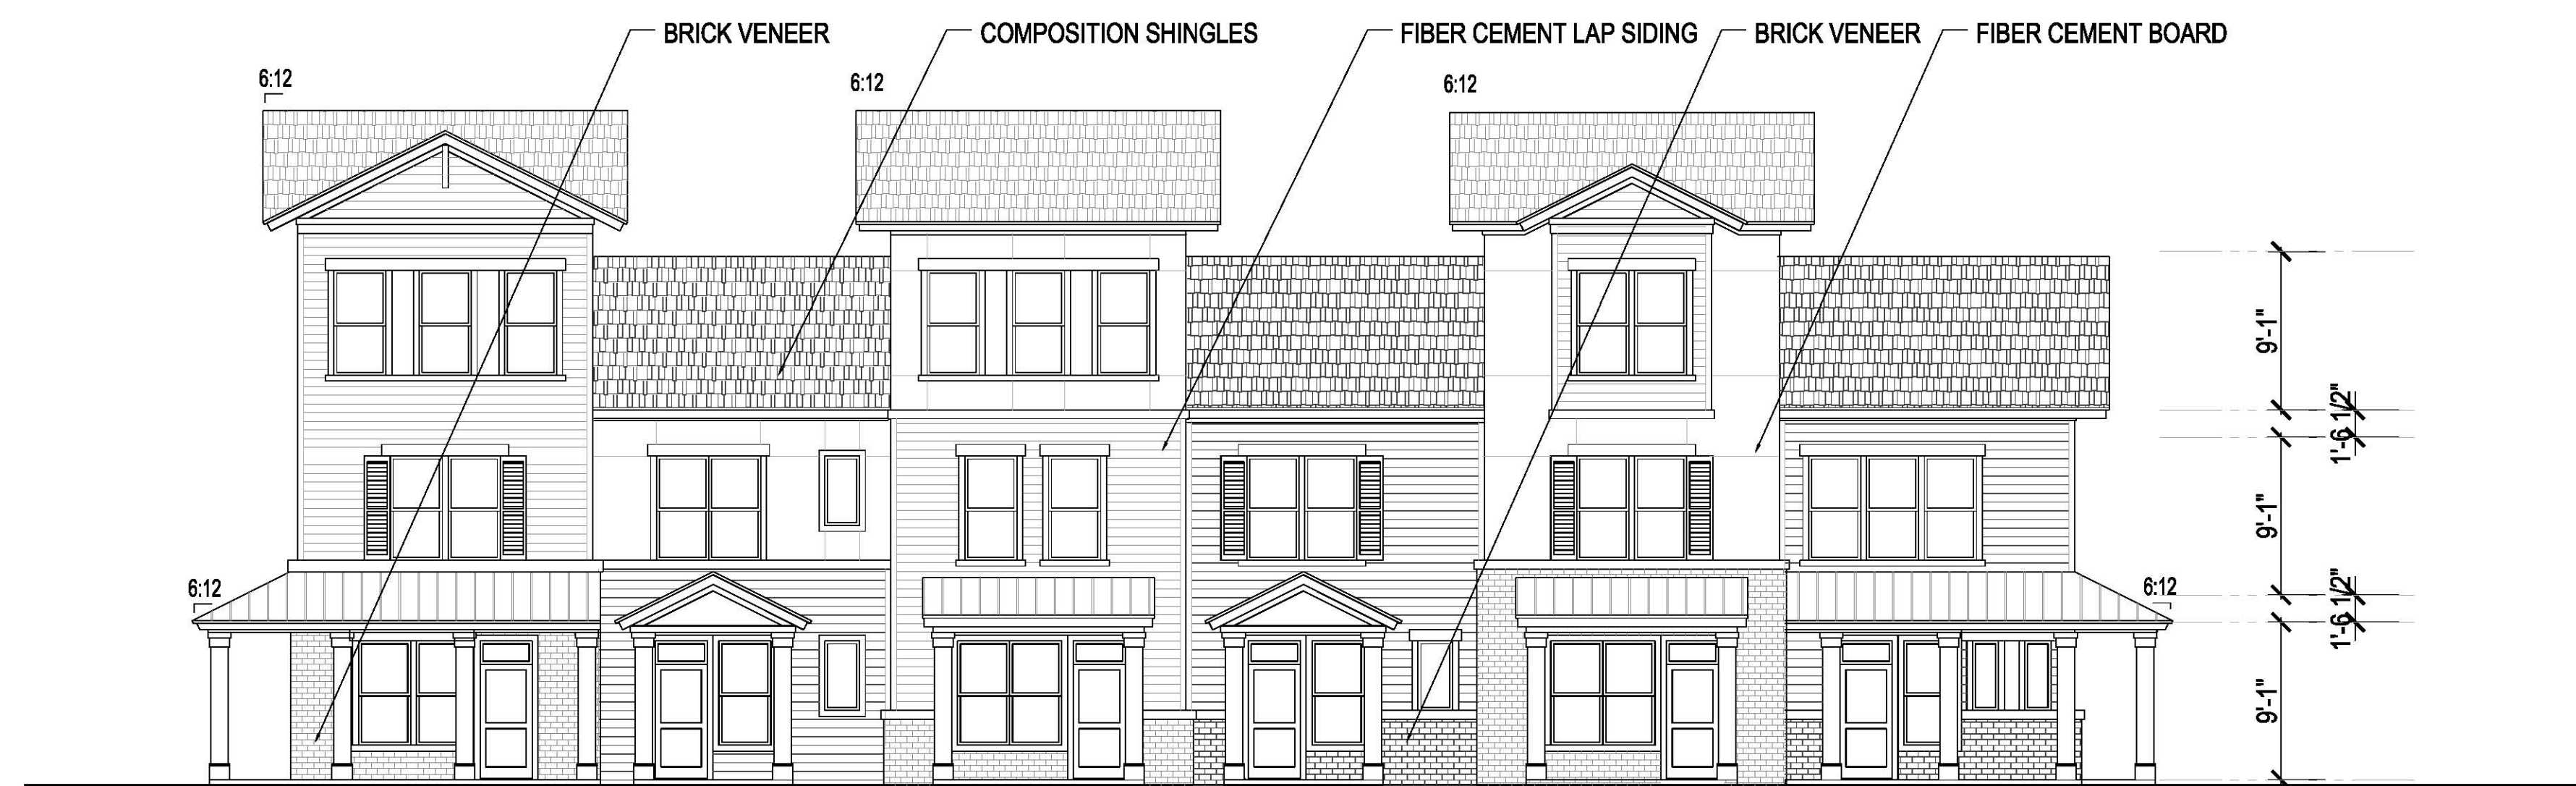 BRICK VENEER
COMPOSITION SHINGLES
FIBER CEMENT LAP SIDING
BRICK VENEER
FIBER CEMENT BOARD
6:12
6:12
6:12
9'-1"
1'-6 1/2"
9'-1"
6:12
6:12
1'-6 1/2"
9'-1"